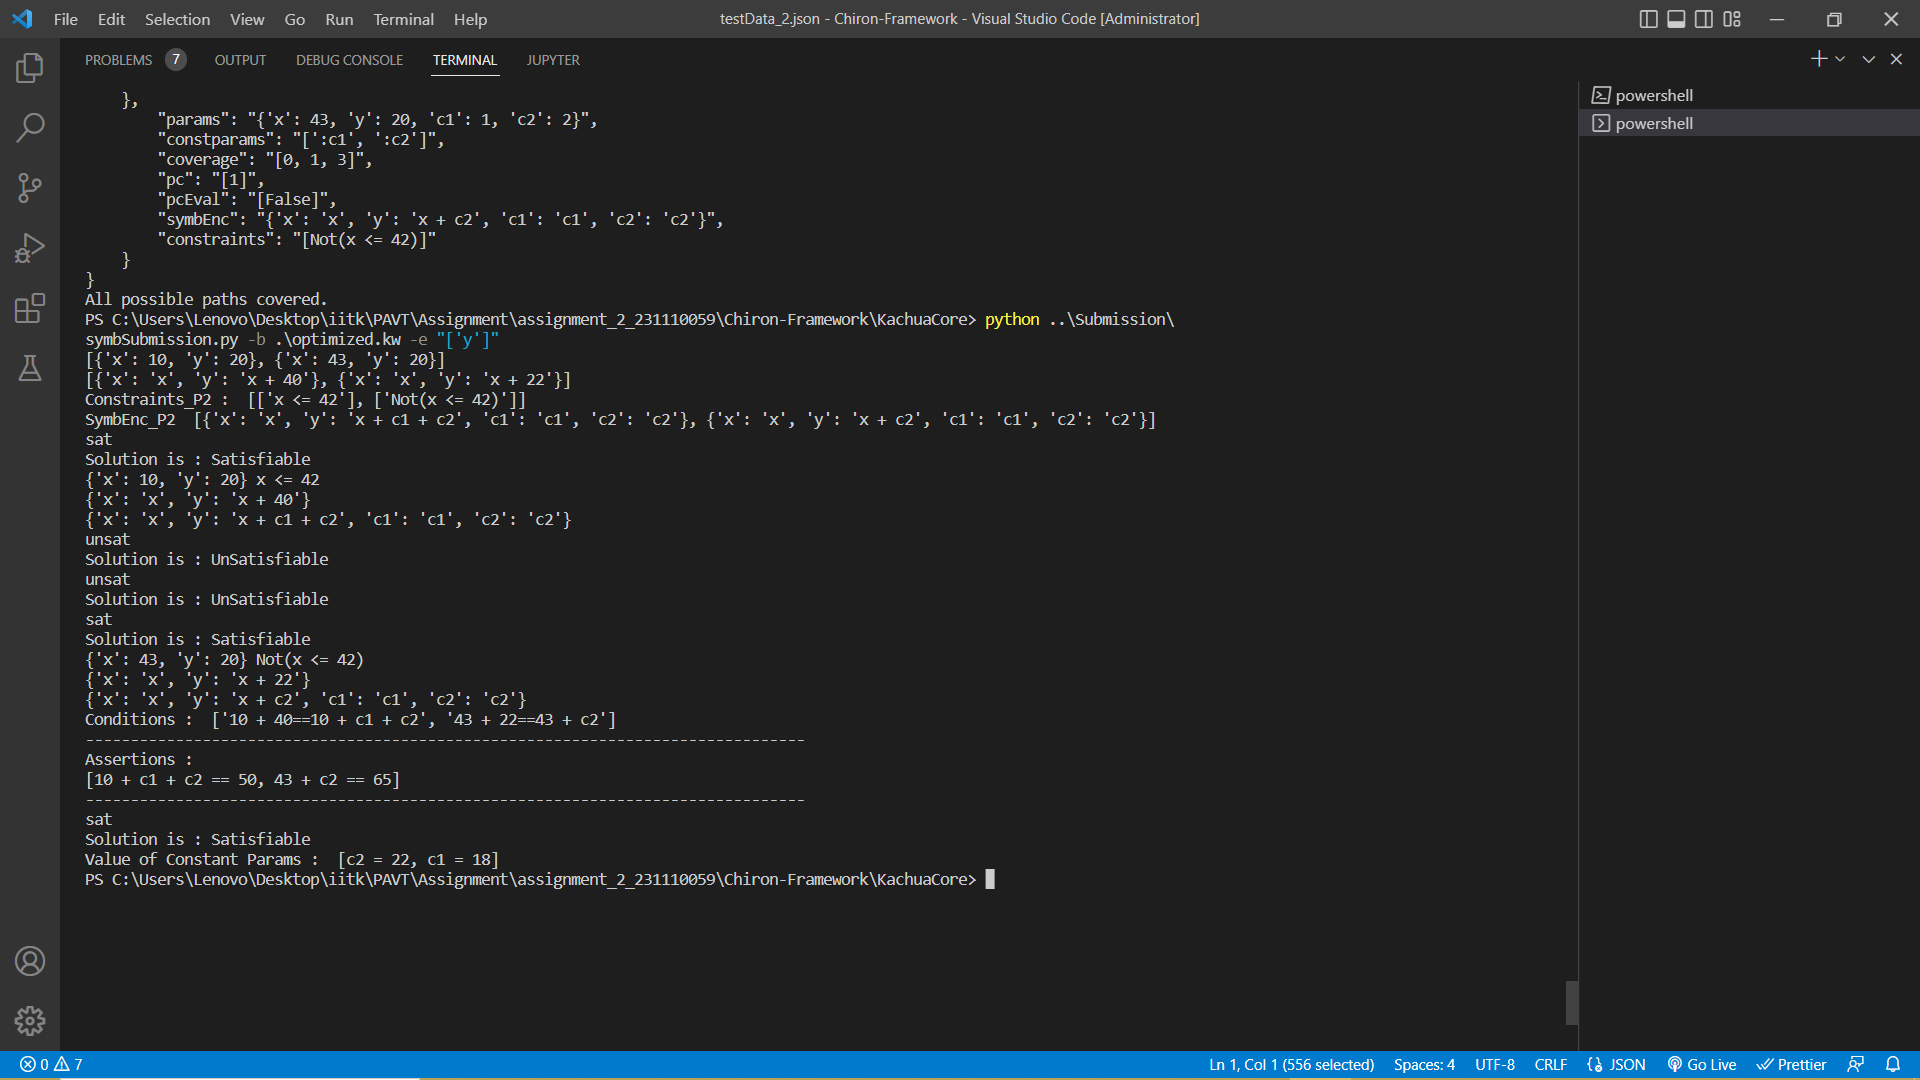 File Edit Selection View Go Run Terminal Help testData_2.json - Chiron-Framework - Visual Studio Code [Administrator]
PROBLEMS 7 OUTPUT DEBUG CONSOLE TERMINAL JUPYTER
    },
        "params": "{'x': 43, 'y': 20, 'c1': 1, 'c2': 2}",
        "constparams": "[':c1', ':c2']",
        "coverage": "[0, 1, 3]",
        "pc": "[1]",
        "pcEval": "[False]",
        "symbEnc": "{'x': 'x', 'y': 'x + c2', 'c1': 'c1', 'c2': 'c2'}",
        "constraints": "[Not(x <= 42)]"
    }
}
All possible paths covered.
PS C:\Users\Lenovo\Desktop\iitk\PAVT\Assignment\assignment_2_231110059\Chiron-Framework\KachuaCore> python ..\Submission\
symbSubmission.py -b .\optimized.kw -e "['y']"
[{'x': 10, 'y': 20}, {'x': 43, 'y': 20}]
[{'x': 'x', 'y': 'x + 40'}, {'x': 'x', 'y': 'x + 22'}]
Constraints_P2 :  [['x <= 42'], ['Not(x <= 42)']]
SymbEnc_P2  [{'x': 'x', 'y': 'x + c1 + c2', 'c1': 'c1', 'c2': 'c2'}, {'x': 'x', 'y': 'x + c2', 'c1': 'c1', 'c2': 'c2'}]
sat
Solution is : Satisfiable
{'x': 10, 'y': 20} x <= 42
{'x': 'x', 'y': 'x + 40'}
{'x': 'x', 'y': 'x + c1 + c2', 'c1': 'c1', 'c2': 'c2'}
unsat
Solution is : UnSatisfiable
unsat
Solution is : UnSatisfiable
sat
Solution is : Satisfiable
{'x': 43, 'y': 20} Not(x <= 42)
{'x': 'x', 'y': 'x + 22'}
{'x': 'x', 'y': 'x + c2', 'c1': 'c1', 'c2': 'c2'}
Conditions :  ['10 + 40==10 + c1 + c2', '43 + 22==43 + c2']
--------------------------------------------------------------------------------
Assertions :
[10 + c1 + c2 == 50, 43 + c2 == 65]
--------------------------------------------------------------------------------
sat
Solution is : Satisfiable
Value of Constant Params :  [c2 = 22, c1 = 18]
PS C:\Users\Lenovo\Desktop\iitk\PAVT\Assignment\assignment_2_231110059\Chiron-Framework\KachuaCore>
powershell
powershell
0 7 Ln 1, Col 1 (556 selected) Spaces: 4 UTF-8 CRLF {} JSON Go Live Prettier